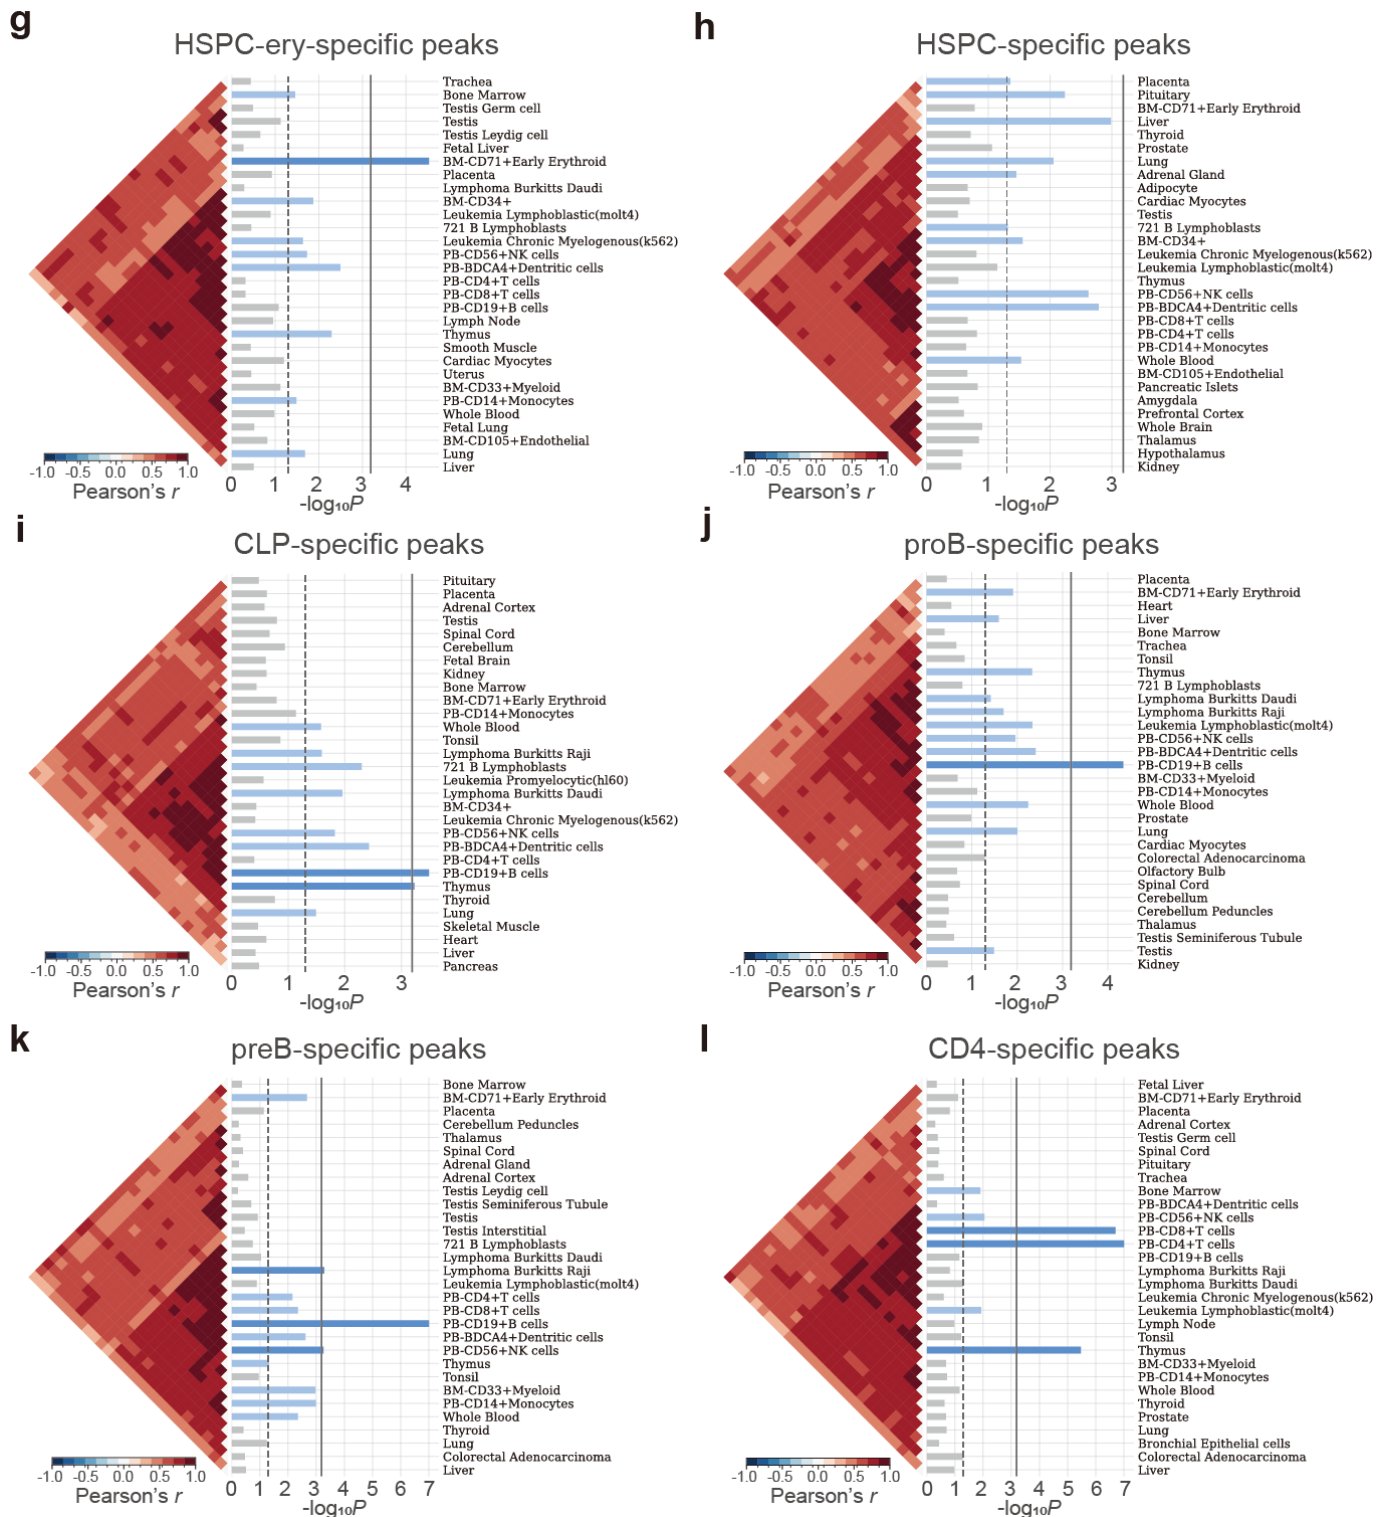 g
HSPC-ery-specific peaks
Trachea
Bone Marrow
Testis Germ cell
Testis
Testis Leydig cell
Fetal Liver
BM-CD71+Early Erythroid
Placenta
Lymphoma Burkitts Daudi
BM-CD34+
Leukemia Lymphoblastic(molt4)
721 B Lymphoblasts
Leukemia Chronic Myelogenous(k562)
PB-CD56+NK cells
PB-BDCA4+Dentritic cells
PB-CD4+T cells
PB-CD8+T cells
PB-CD19+B cells
Lymph Node
Thymus
Smooth Muscle
Cardiac Myocytes
Uterus
BM-CD33+Myeloid
PB-CD14+Monocytes
Whole Blood
Fetal Lung
BM-CD105+Endothelial
Lung
Liver
-1.0 -0.5 0.0 0.5 1.0
Pearson's r
0 1 2 3 4
-log₁₀P
h
HSPC-specific peaks
Placenta
Pituitary
BM-CD71+Early Erythroid
Liver
Thyroid
Prostate
Lung
Adrenal Gland
Adipocyte
Cardiac Myocytes
Testis
721 B Lymphoblasts
BM-CD34+
Leukemia Chronic Myelogenous(k562)
Leukemia Lymphoblastic(molt4)
Thymus
PB-CD56+NK cells
PB-BDCA4+Dentritic cells
PB-CD8+T cells
PB-CD4+T cells
PB-CD14+Monocytes
Whole Blood
BM-CD105+Endothelial
Pancreatic Islets
Amygdala
Prefrontal Cortex
Whole Brain
Thalamus
Hypothalamus
Kidney
-1.0 -0.5 0.0 0.5 1.0
Pearson's r
0 1 2 3
-log₁₀P
i
CLP-specific peaks
Pituitary
Placenta
Adrenal Cortex
Testis
Spinal Cord
Cerebellum
Fetal Brain
Kidney
Bone Marrow
BM-CD71+Early Erythroid
PB-CD14+Monocytes
Whole Blood
Tonsil
Lymphoma Burkitts Raji
721 B Lymphoblasts
Leukemia Promyelocytic(hl60)
Lymphoma Burkitts Daudi
BM-CD34+
Leukemia Chronic Myelogenous(k562)
PB-CD56+NK cells
PB-BDCA4+Dentritic cells
PB-CD4+T cells
PB-CD19+B cells
Thymus
Thyroid
Lung
Skeletal Muscle
Heart
Liver
Pancreas
-1.0 -0.5 0.0 0.5 1.0
Pearson's r
0 1 2 3
-log₁₀P
j
proB-specific peaks
Placenta
BM-CD71+Early Erythroid
Heart
Liver
Bone Marrow
Trachea
Tonsil
Thymus
721 B Lymphoblasts
Lymphoma Burkitts Daudi
Lymphoma Burkitts Raji
Leukemia Lymphoblastic(molt4)
PB-CD56+NK cells
PB-BDCA4+Dentritic cells
PB-CD19+B cells
BM-CD33+Myeloid
PB-CD14+Monocytes
Whole Blood
Prostate
Lung
Cardiac Myocytes
Colorectal Adenocarcinoma
Olfactory Bulb
Spinal Cord
Cerebellum
Cerebellum Peduncles
Thalamus
Testis Seminiferous Tubule
Testis
Kidney
-1.0 -0.5 0.0 0.5 1.0
Pearson's r
0 1 2 3 4
-log₁₀P
k
preB-specific peaks
Bone Marrow
BM-CD71+Early Erythroid
Placenta
Cerebellum Peduncles
Thalamus
Spinal Cord
Adrenal Gland
Adrenal Cortex
Testis Leydig cell
Testis Seminiferous Tubule
Testis
Testis Interstitial
721 B Lymphoblasts
Lymphoma Burkitts Daudi
Lymphoma Burkitts Raji
Leukemia Lymphoblastic(molt4)
PB-CD4+T cells
PB-CD8+T cells
PB-CD19+B cells
PB-BDCA4+Dentritic cells
PB-CD56+NK cells
Thymus
Tonsil
BM-CD33+Myeloid
PB-CD14+Monocytes
Whole Blood
Thyroid
Lung
Colorectal Adenocarcinoma
Liver
-1.0 -0.5 0.0 0.5 1.0
Pearson's r
0 1 2 3 4 5 6 7
-log₁₀P
l
CD4-specific peaks
Fetal Liver
BM-CD71+Early Erythroid
Placenta
Adrenal Cortex
Testis Germ cell
Spinal Cord
Pituitary
Trachea
Bone Marrow
PB-BDCA4+Dentritic cells
PB-CD56+NK cells
PB-CD8+T cells
PB-CD4+T cells
PB-CD19+B cells
Lymphoma Burkitts Raji
Lymphoma Burkitts Daudi
Leukemia Chronic Myelogenous(k562)
Leukemia Lymphoblastic(molt4)
Lymph Node
Tonsil
Thymus
BM-CD33+Myeloid
PB-CD14+Monocytes
Whole Blood
Thyroid
Prostate
Lung
Bronchial Epithelial cells
Colorectal Adenocarcinoma
Liver
-1.0 -0.5 0.0 0.5 1.0
Pearson's r
0 1 2 3 4 5 6 7
-log₁₀P